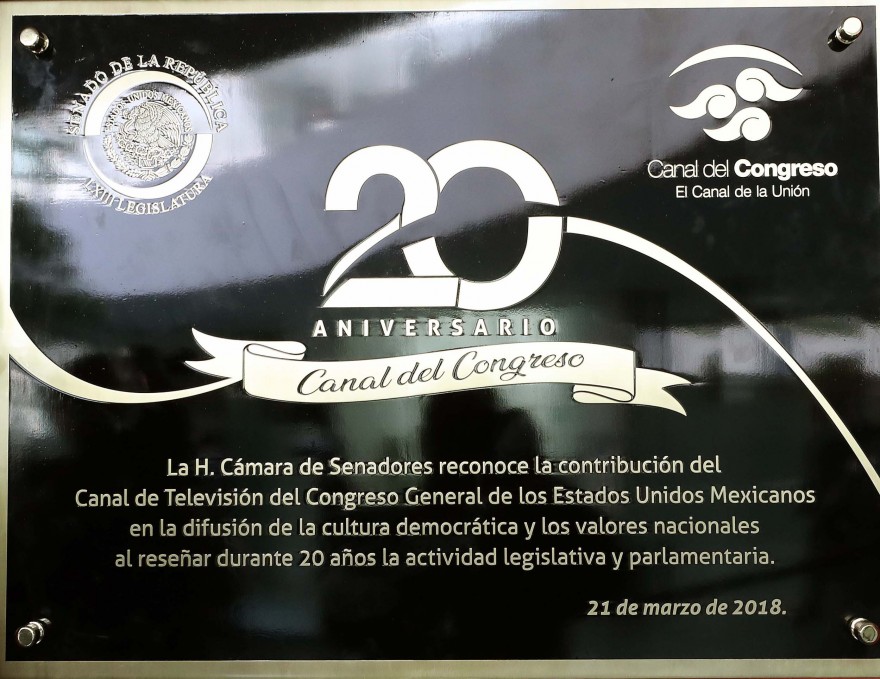 SENADO DE LA REPÚBLICA
ESTADOS UNIDOS MEXICANOS
LXIII LEGISLATURA
Canal del Congreso
El Canal de la Unión
20
ANIVERSARIO
Canal del Congreso
La H. Cámara de Senadores reconoce la contribución del
Canal de Televisión del Congreso General de los Estados Unidos Mexicanos
en la difusión de la cultura democrática y los valores nacionales
al reseñar durante 20 años la actividad legislativa y parlamentaria.
21 de marzo de 2018.